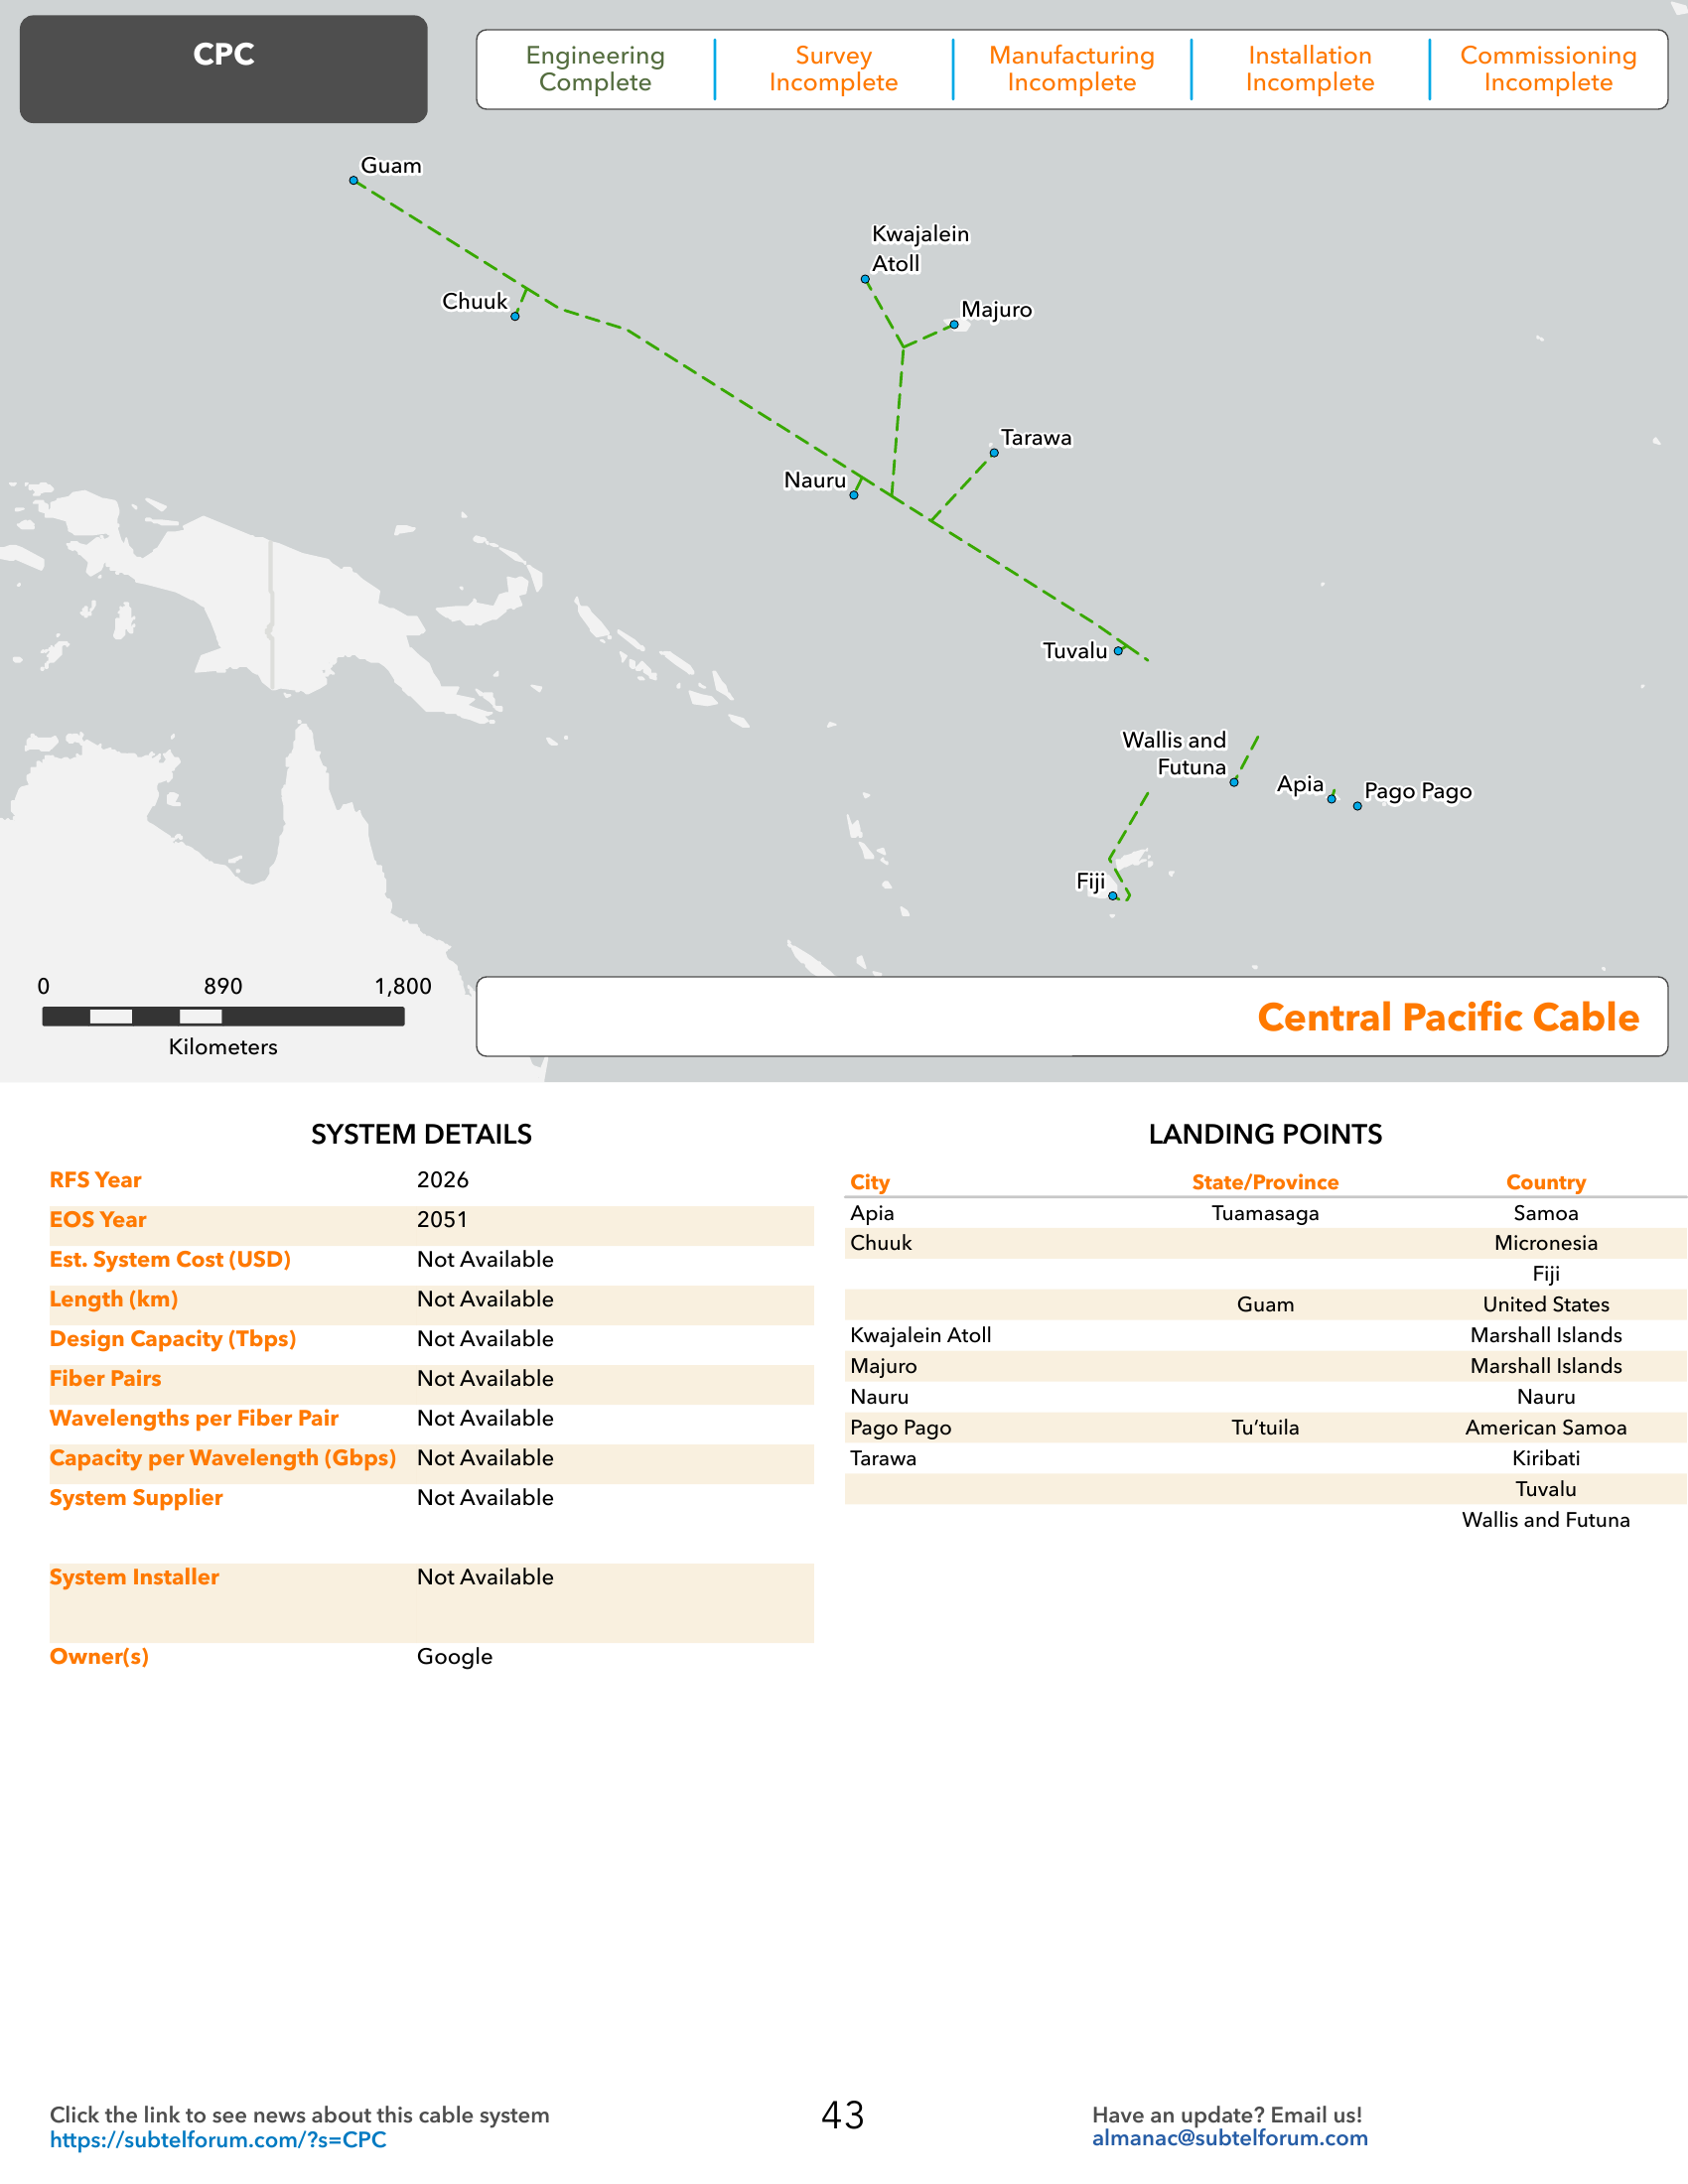 CPC
Engineering
Complete
Survey
Incomplete
Manufacturing
Incomplete
Installation
Incomplete
Commissioning
Incomplete
Guam
Kwajalein
Atoll
Chuuk
Majuro
Tarawa
Nauru
Tuvalu
Wallis and
Futuna
Apia
Pago Pago
Fiji
0 890 1,800
Kilometers
Central Pacific Cable
SYSTEM DETAILS
RFS Year 2026
EOS Year 2051
Est. System Cost (USD) Not Available
Length (km) Not Available
Design Capacity (Tbps) Not Available
Fiber Pairs Not Available
Wavelengths per Fiber Pair Not Available
Capacity per Wavelength (Gbps) Not Available
System Supplier Not Available
System Installer Not Available
Owner(s) Google
LANDING POINTS
City State/Province Country
Apia Tuamasaga Samoa
Chuuk Micronesia
Fiji
Guam United States
Kwajalein Atoll Marshall Islands
Majuro Marshall Islands
Nauru Nauru
Pago Pago Tu’tuila American Samoa
Tarawa Kiribati
Tuvalu
Wallis and Futuna
Click the link to see news about this cable system
https://subtelforum.com/?s=CPC
43
Have an update? Email us!
almanac@subtelforum.com